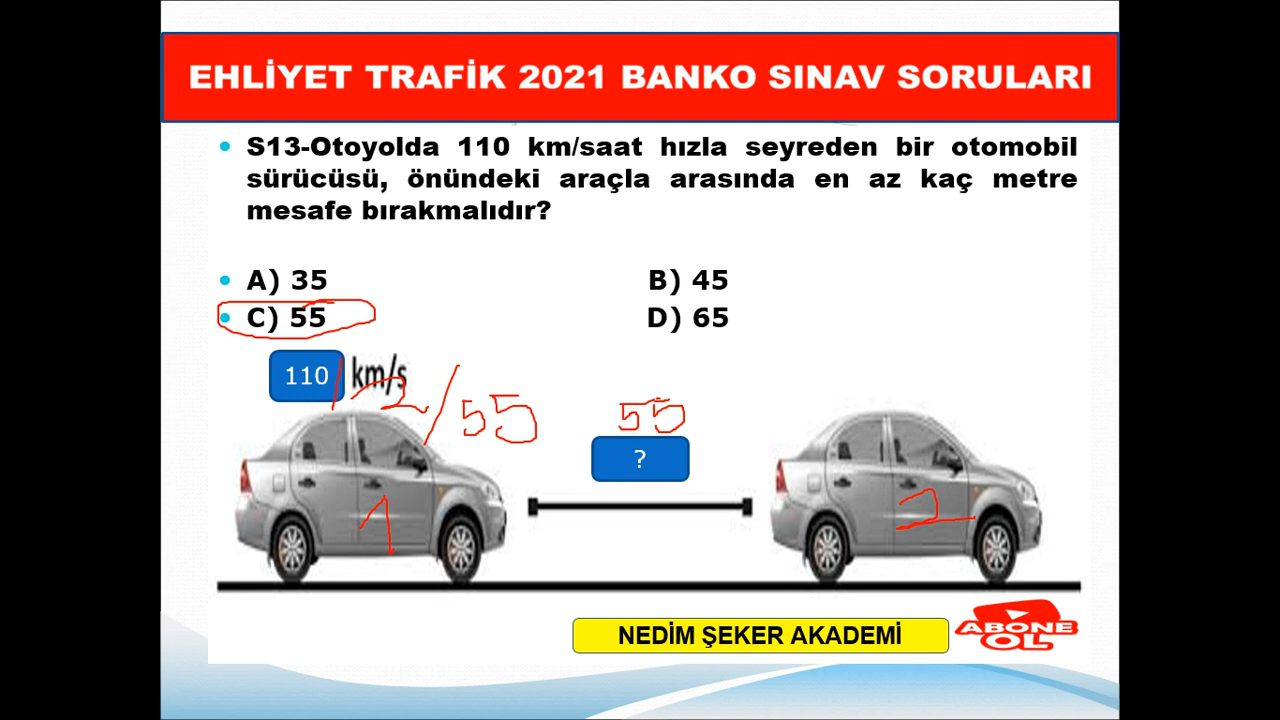 EHLİYET TRAFİK 2021 BANKO SINAV SORULARI
S13-Otoyolda 110 km/saat hızla seyreden bir otomobil
sürücüsü, önündeki araçla arasında en az kaç metre
mesafe bırakmalıdır?
A) 35 B) 45
C) 55 D) 65
110 km/s
2 55 55
?
1 2
NEDİM ŞEKER AKADEMİ
ABONE
OL